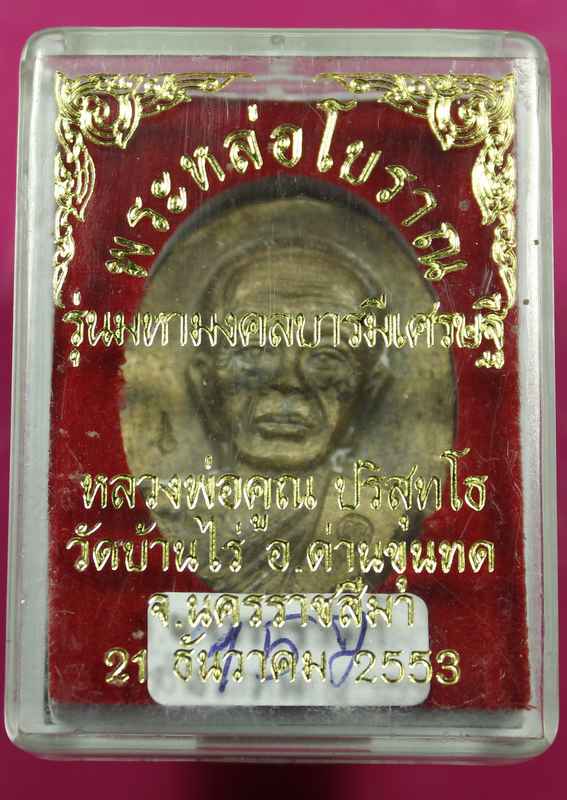 พระหล่อโบราณ
รุ่นมหามงคลบารมีเศรษฐี
หลวงพ่อคูณ ปริสุทโธ
วัดบ้านไร่ อ.ด่านขุนทด
จ.นครราชสีมา
21 ธันวาคม 2553